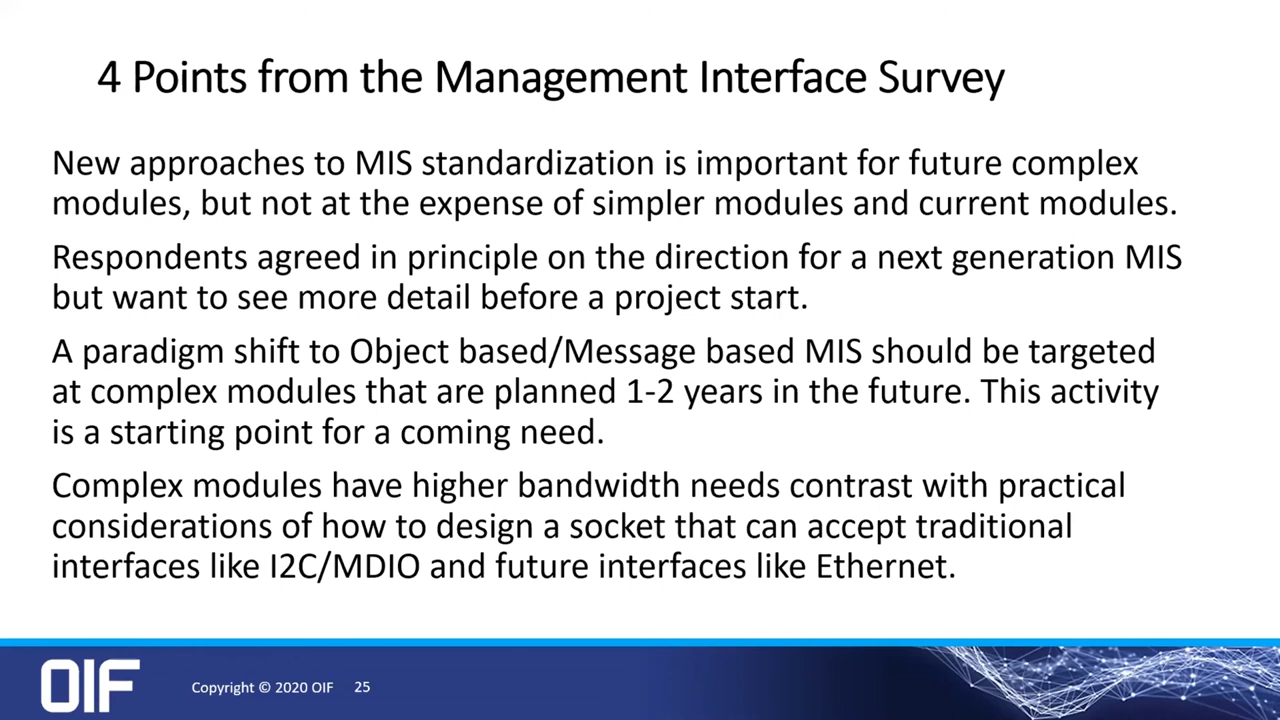 4 Points from the Management Interface Survey
New approaches to MIS standardization is important for future complex
modules, but not at the expense of simpler modules and current modules.
Respondents agreed in principle on the direction for a next generation MIS
but want to see more detail before a project start.
A paradigm shift to Object based/Message based MIS should be targeted
at complex modules that are planned 1-2 years in the future. This activity
is a starting point for a coming need.
Complex modules have higher bandwidth needs contrast with practical
considerations of how to design a socket that can accept traditional
interfaces like I2C/MDIO and future interfaces like Ethernet.
OIF
Copyright © 2020 OIF 25